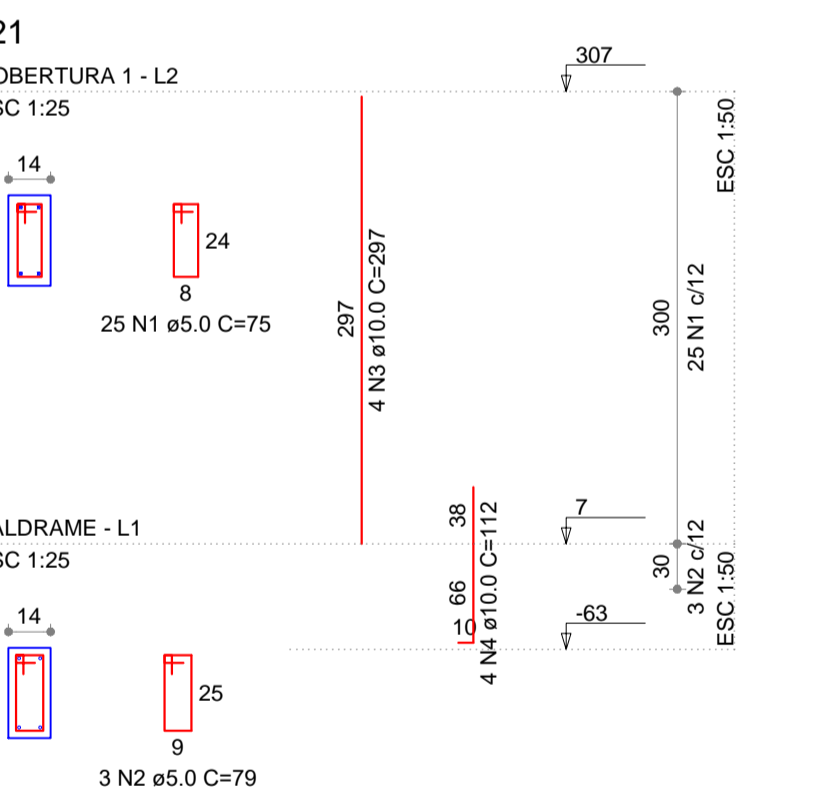 21
OBERTURA 1 - L2
SC 1:25
307
ESC 1:50
14
24
8
25 N1 ø5.0 C=75
297
4 N3 ø10.0 C=297
300
25 N1 c/12
ALDRAME - L1
SC 1:25
38
66
10
4 N4 ø10.0 C=112
7
30
3 N2 c/12
ESC 1:50
-63
14
25
9
3 N2 ø5.0 C=79